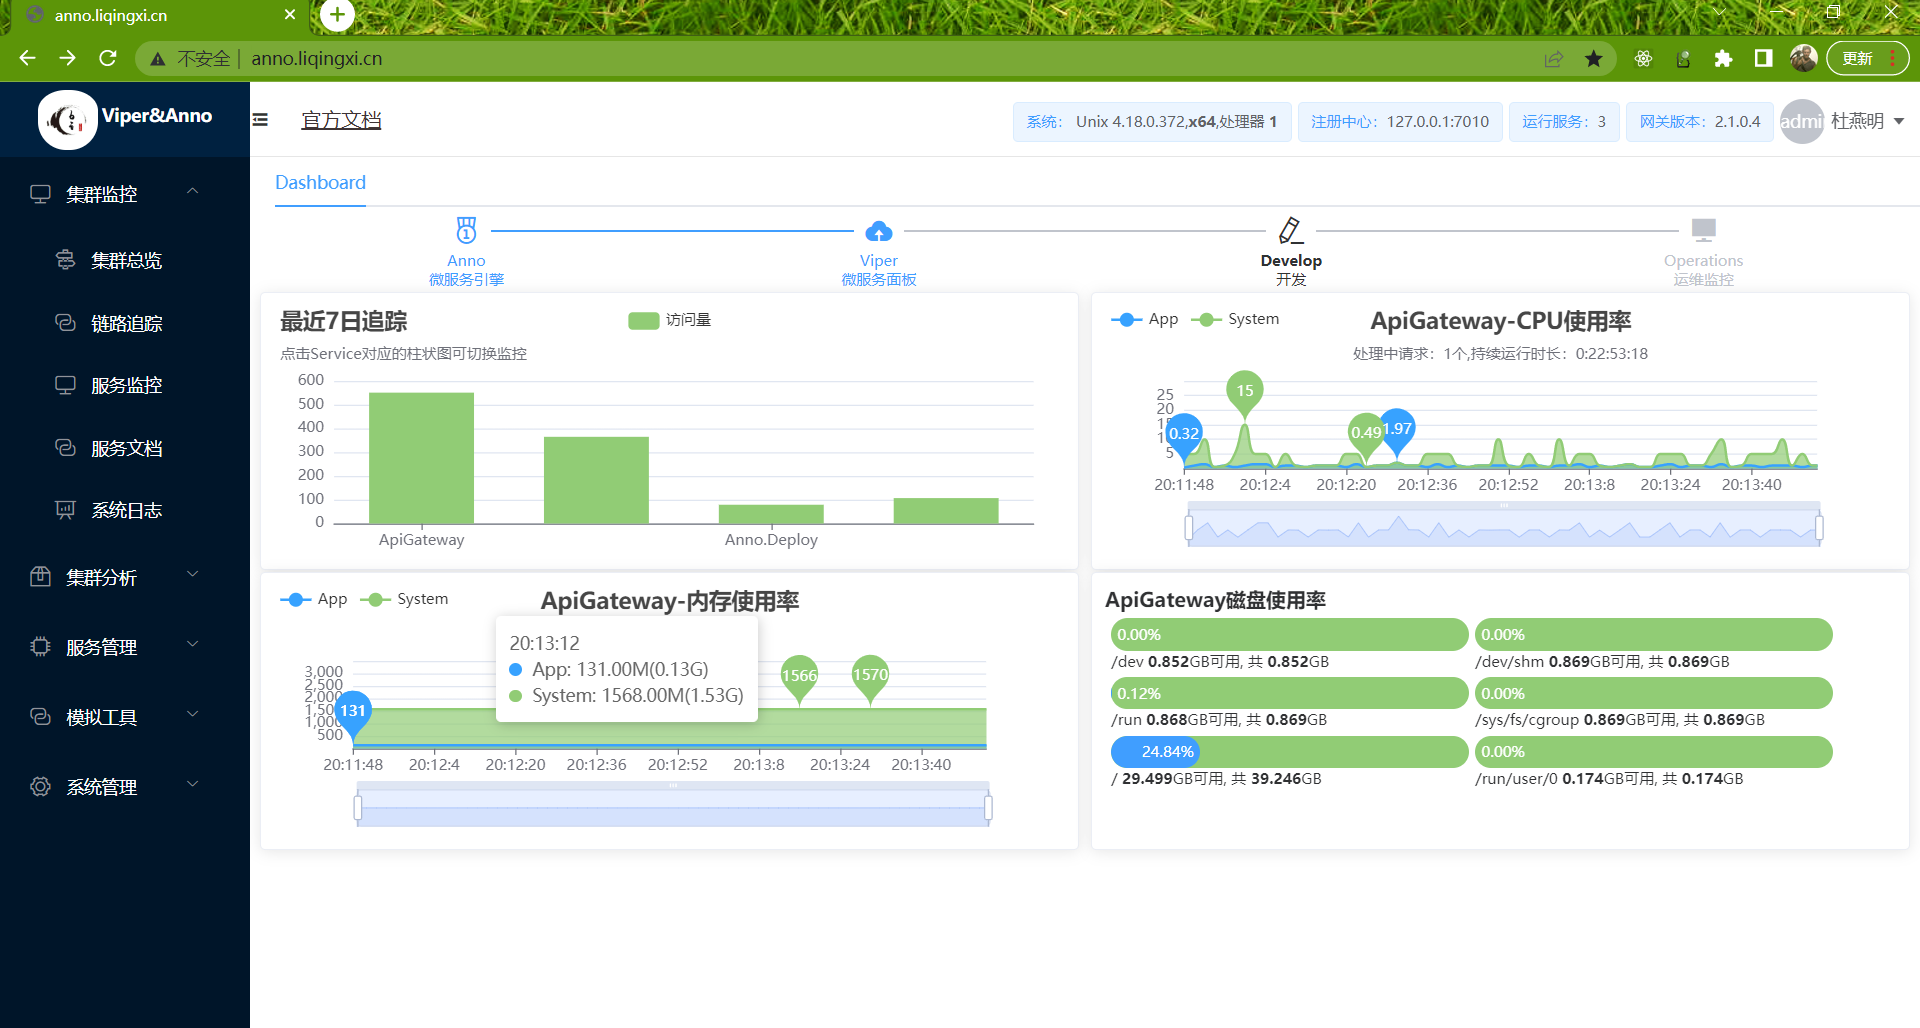 anno.liqingxi.cn
不安全 | anno.liqingxi.cn
更新
Viper&Anno
官方文档
系统: Unix 4.18.0.372,x64,处理器 1
注册中心: 127.0.0.1:7010
运行服务: 3
网关版本: 2.1.0.4
admi
杜燕明
集群监控
集群总览
链路追踪
服务监控
服务文档
系统日志
集群分析
服务管理
模拟工具
系统管理
Dashboard
Anno
微服务引擎
Viper
微服务面板
Develop
开发
Operations
运维监控
最近7日追踪
访问量
点击Service对应的柱状图可切换监控
600
500
400
300
200
100
0
ApiGateway
Anno.Deploy
App
System
ApiGateway-CPU使用率
处理中请求：1个,持续运行时长：0:22:53:18
25
20
15
5
0.32
15
0.49
1.97
20:11:48 20:12:4 20:12:20 20:12:36 20:12:52 20:13:8 20:13:24 20:13:40
App
System
ApiGateway-内存使用率
20:13:12
App: 131.00M(0.13G)
System: 1568.00M(1.53G)
3,000
2,500
2,000
1,500
1,000
500
131
1566
1570
20:11:48 20:12:4 20:12:20 20:12:36 20:12:52 20:13:8 20:13:24 20:13:40
ApiGateway磁盘使用率
0.00%
/dev 0.852GB可用, 共 0.852GB
0.00%
/dev/shm 0.869GB可用, 共 0.869GB
0.12%
/run 0.868GB可用, 共 0.869GB
0.00%
/sys/fs/cgroup 0.869GB可用, 共 0.869GB
24.84%
/ 29.499GB可用, 共 39.246GB
0.00%
/run/user/0 0.174GB可用, 共 0.174GB